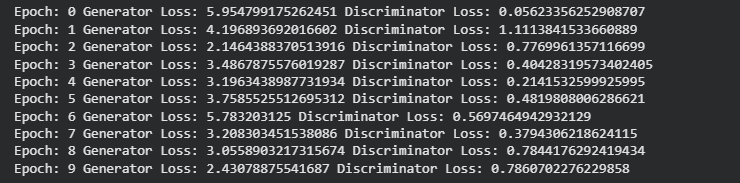 Epoch: 0 Generator Loss: 5.954799175262451 Discriminator Loss: 0.05623356252908707
Epoch: 1 Generator Loss: 4.196893692016602 Discriminator Loss: 1.1113841533660889
Epoch: 2 Generator Loss: 2.1464388370513916 Discriminator Loss: 0.7769961357116699
Epoch: 3 Generator Loss: 3.4867875576019287 Discriminator Loss: 0.40428319573402405
Epoch: 4 Generator Loss: 3.1963438987731934 Discriminator Loss: 0.2141532599925995
Epoch: 5 Generator Loss: 3.7585525512695312 Discriminator Loss: 0.4819808006286621
Epoch: 6 Generator Loss: 5.783203125 Discriminator Loss: 0.5697464942932129
Epoch: 7 Generator Loss: 3.208303451538086 Discriminator Loss: 0.3794306218624115
Epoch: 8 Generator Loss: 3.0558903217315674 Discriminator Loss: 0.7844176292419434
Epoch: 9 Generator Loss: 2.43078875541687 Discriminator Loss: 0.7860702276229858